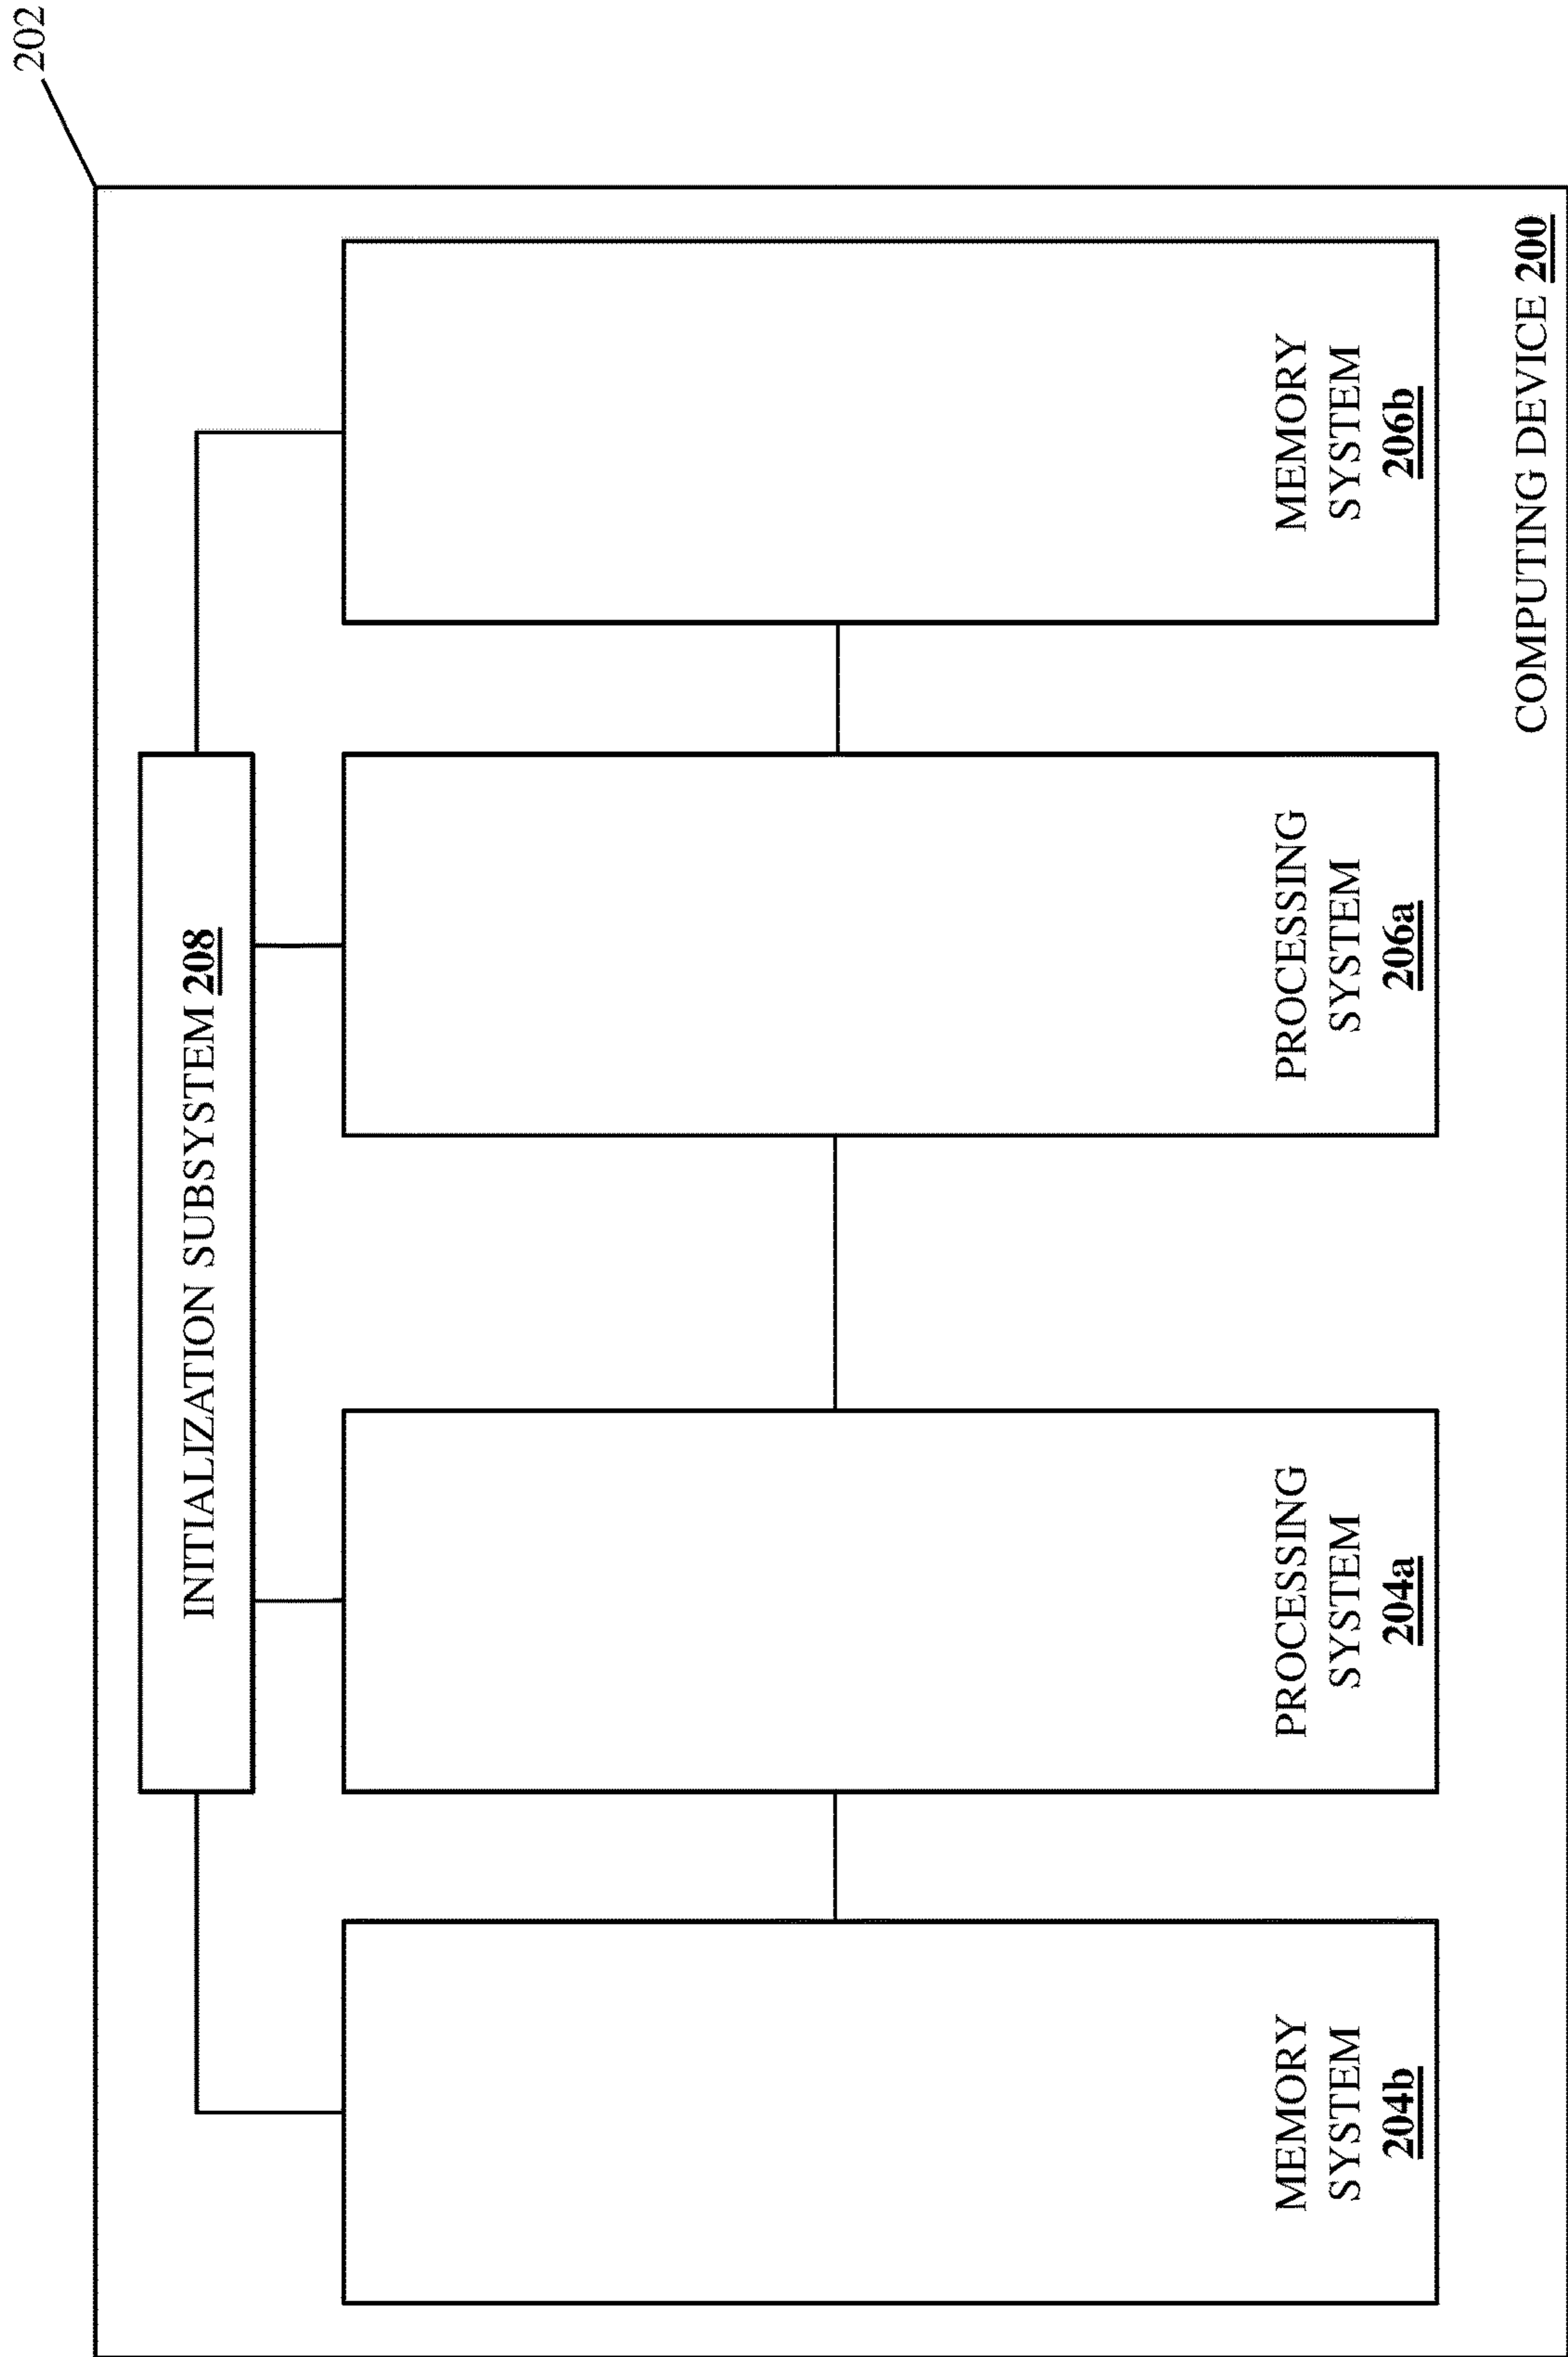 202
INITIALIZATION SUBSYSTEM 208
MEMORY
SYSTEM
204b
PROCESSING
SYSTEM
204a
PROCESSING
SYSTEM
206a
MEMORY
SYSTEM
206b
COMPUTING DEVICE 200